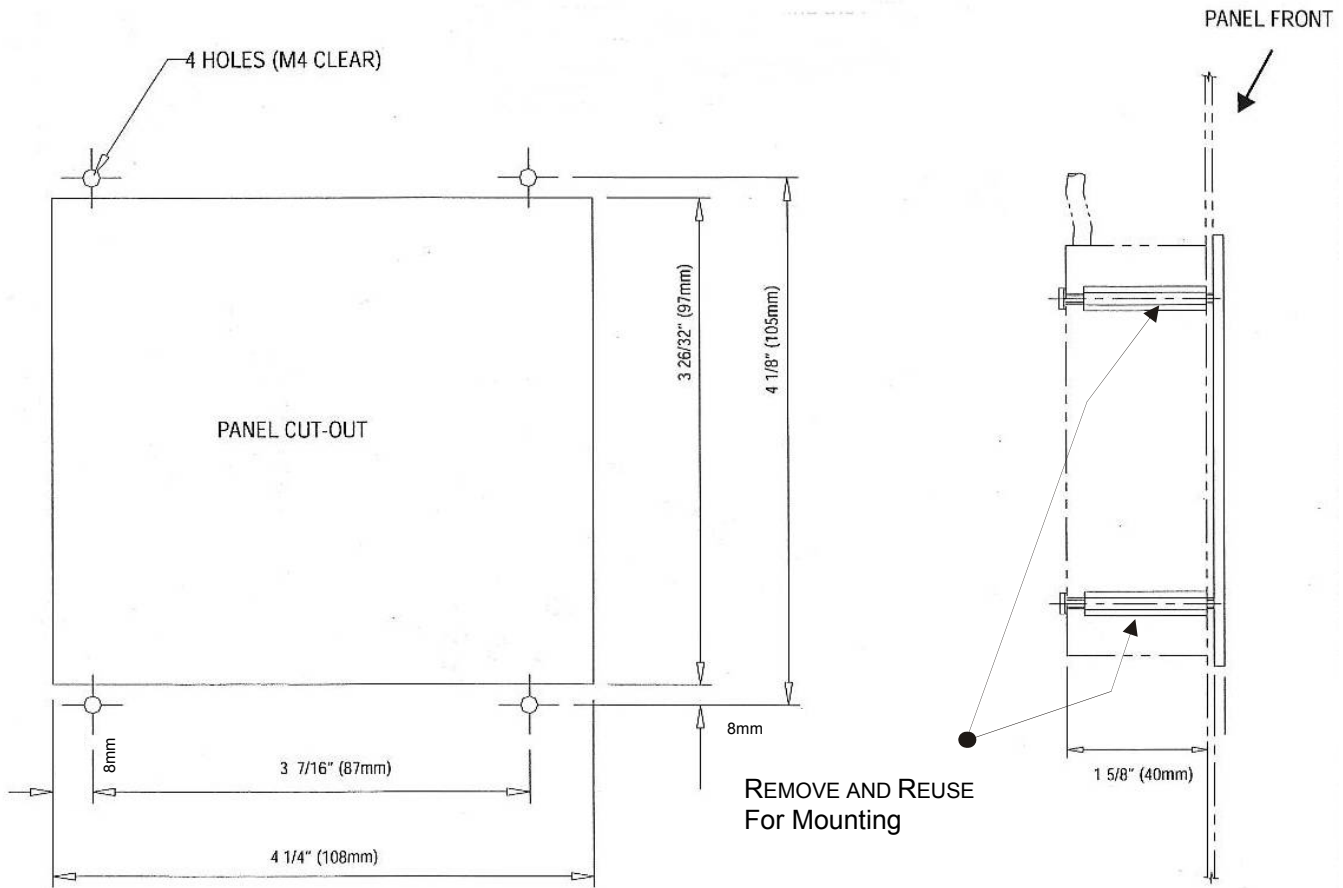 PANEL FRONT
4 HOLES (M4 CLEAR)
3 26/32" (97mm)
4 1/8" (105mm)
PANEL CUT-OUT
8mm
8mm
3 7/16" (87mm)
4 1/4" (108mm)
REMOVE AND REUSE
For Mounting
1 5/8" (40mm)